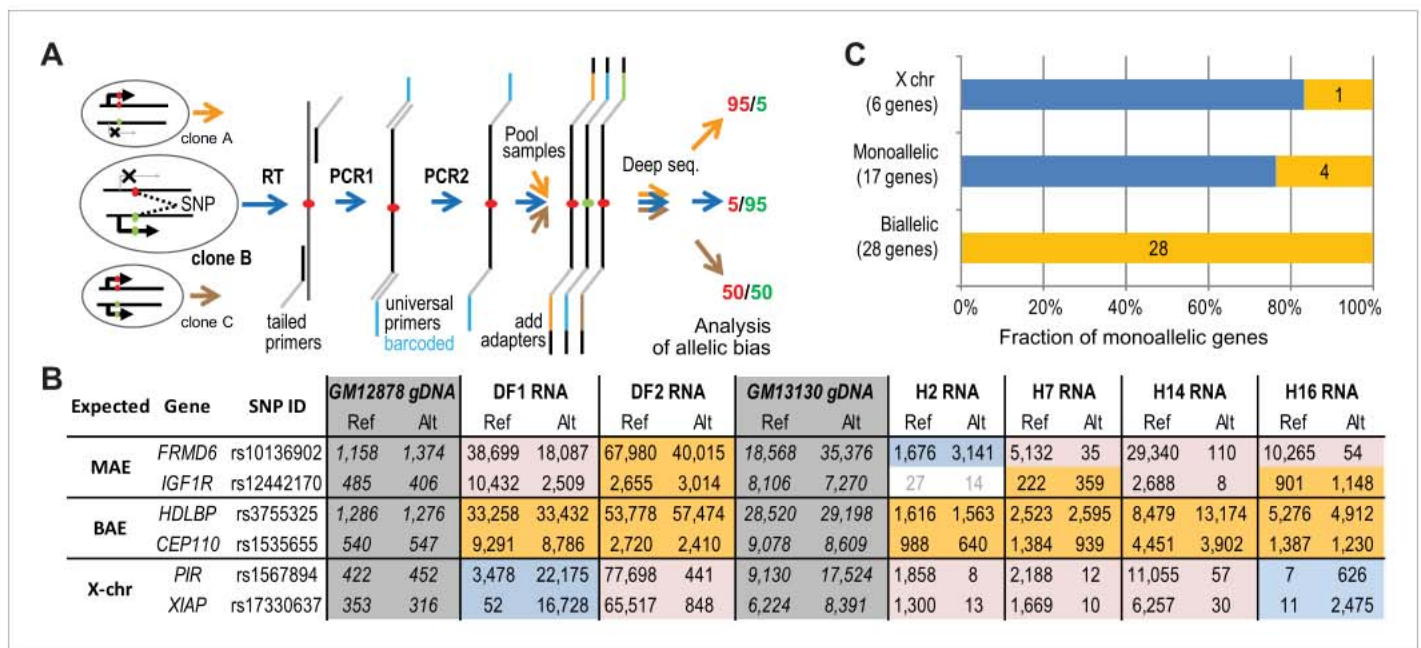 A
clone A
SNP
clone B
clone C
RT
PCR1
PCR2
Pool
samples
Deep seq.
95/5
5/95
50/50
tailed
primers
universal
primers
barcoded
add
adapters
Analysis
of allelic bias
C
X chr
(6 genes)
1
Monoallelic
(17 genes)
4
Biallelic
(28 genes)
28
0% 20% 40% 60% 80% 100%
Fraction of monoallelic genes
B
Expected Gene SNP ID GM12878 gDNA DF1 RNA DF2 RNA GM13130 gDNA H2 RNA H7 RNA H14 RNA H16 RNA
Ref Alt Ref Alt Ref Alt Ref Alt Ref Alt Ref Alt Ref Alt Ref Alt
MAE
FRMD6 rs10136902 1,158 1,374 38,699 18,087 67,980 40,015 18,568 35,376 1,676 3,141 5,132 35 29,340 110 10,265 54
IGF1R rs12442170 485 406 10,432 2,509 2,655 3,014 8,106 7,270 27 14 222 359 2,688 8 901 1,148
BAE
HDLBP rs3755325 1,286 1,276 33,258 33,432 53,778 57,474 28,520 29,198 1,616 1,563 2,523 2,595 8,479 13,174 5,276 4,912
CEP110 rs1535655 540 547 9,291 8,786 2,720 2,410 9,078 8,609 988 640 1,384 939 4,451 3,902 1,387 1,230
X-chr
PIR rs1567894 422 452 3,478 22,175 77,698 441 9,130 17,524 1,858 8 2,188 12 11,055 57 7 626
XIAP rs17330637 353 316 52 16,728 65,517 848 6,224 8,391 1,300 13 1,669 10 6,257 30 11 2,475